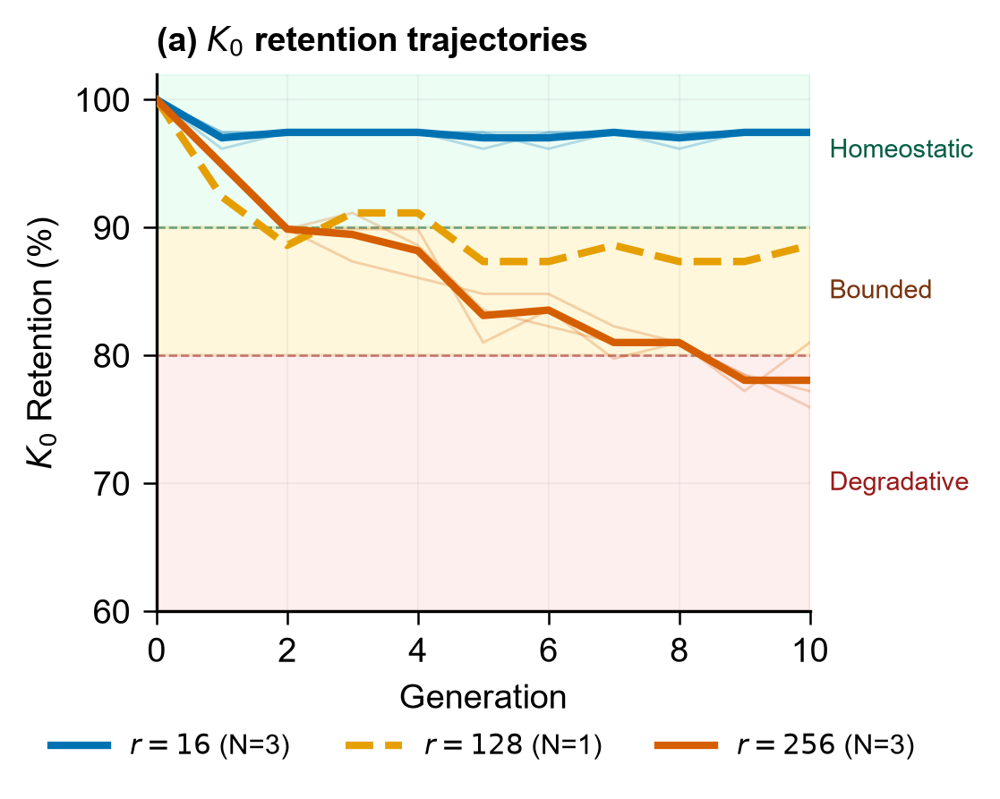 (a) K₀ retention trajectories
K₀ Retention (%)
100
90
80
70
60
Homeostatic
Bounded
Degradative
0 2 4 6 8 10
Generation
r = 16 (N=3) r = 128 (N=1) r = 256 (N=3)